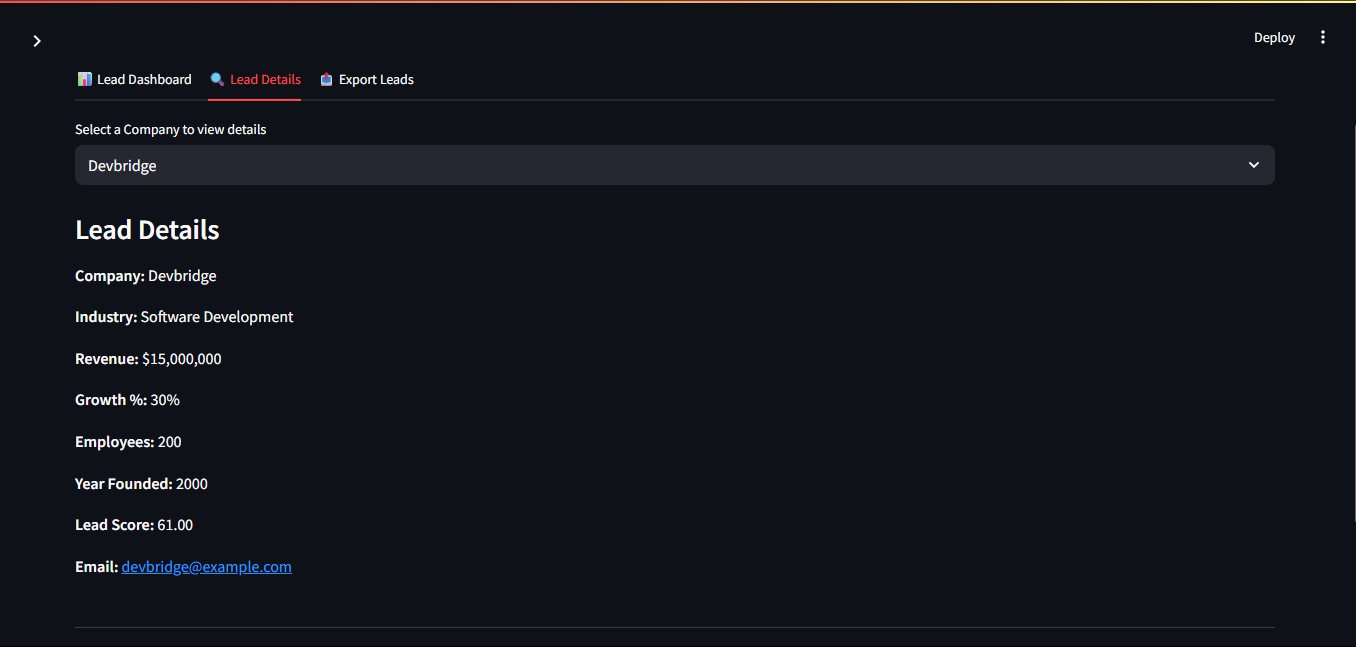 Deploy
Lead Dashboard
Lead Details
Export Leads
Select a Company to view details
Devbridge
Lead Details
Company: Devbridge
Industry: Software Development
Revenue: $15,000,000
Growth %: 30%
Employees: 200
Year Founded: 2000
Lead Score: 61.00
Email: devbridge@example.com